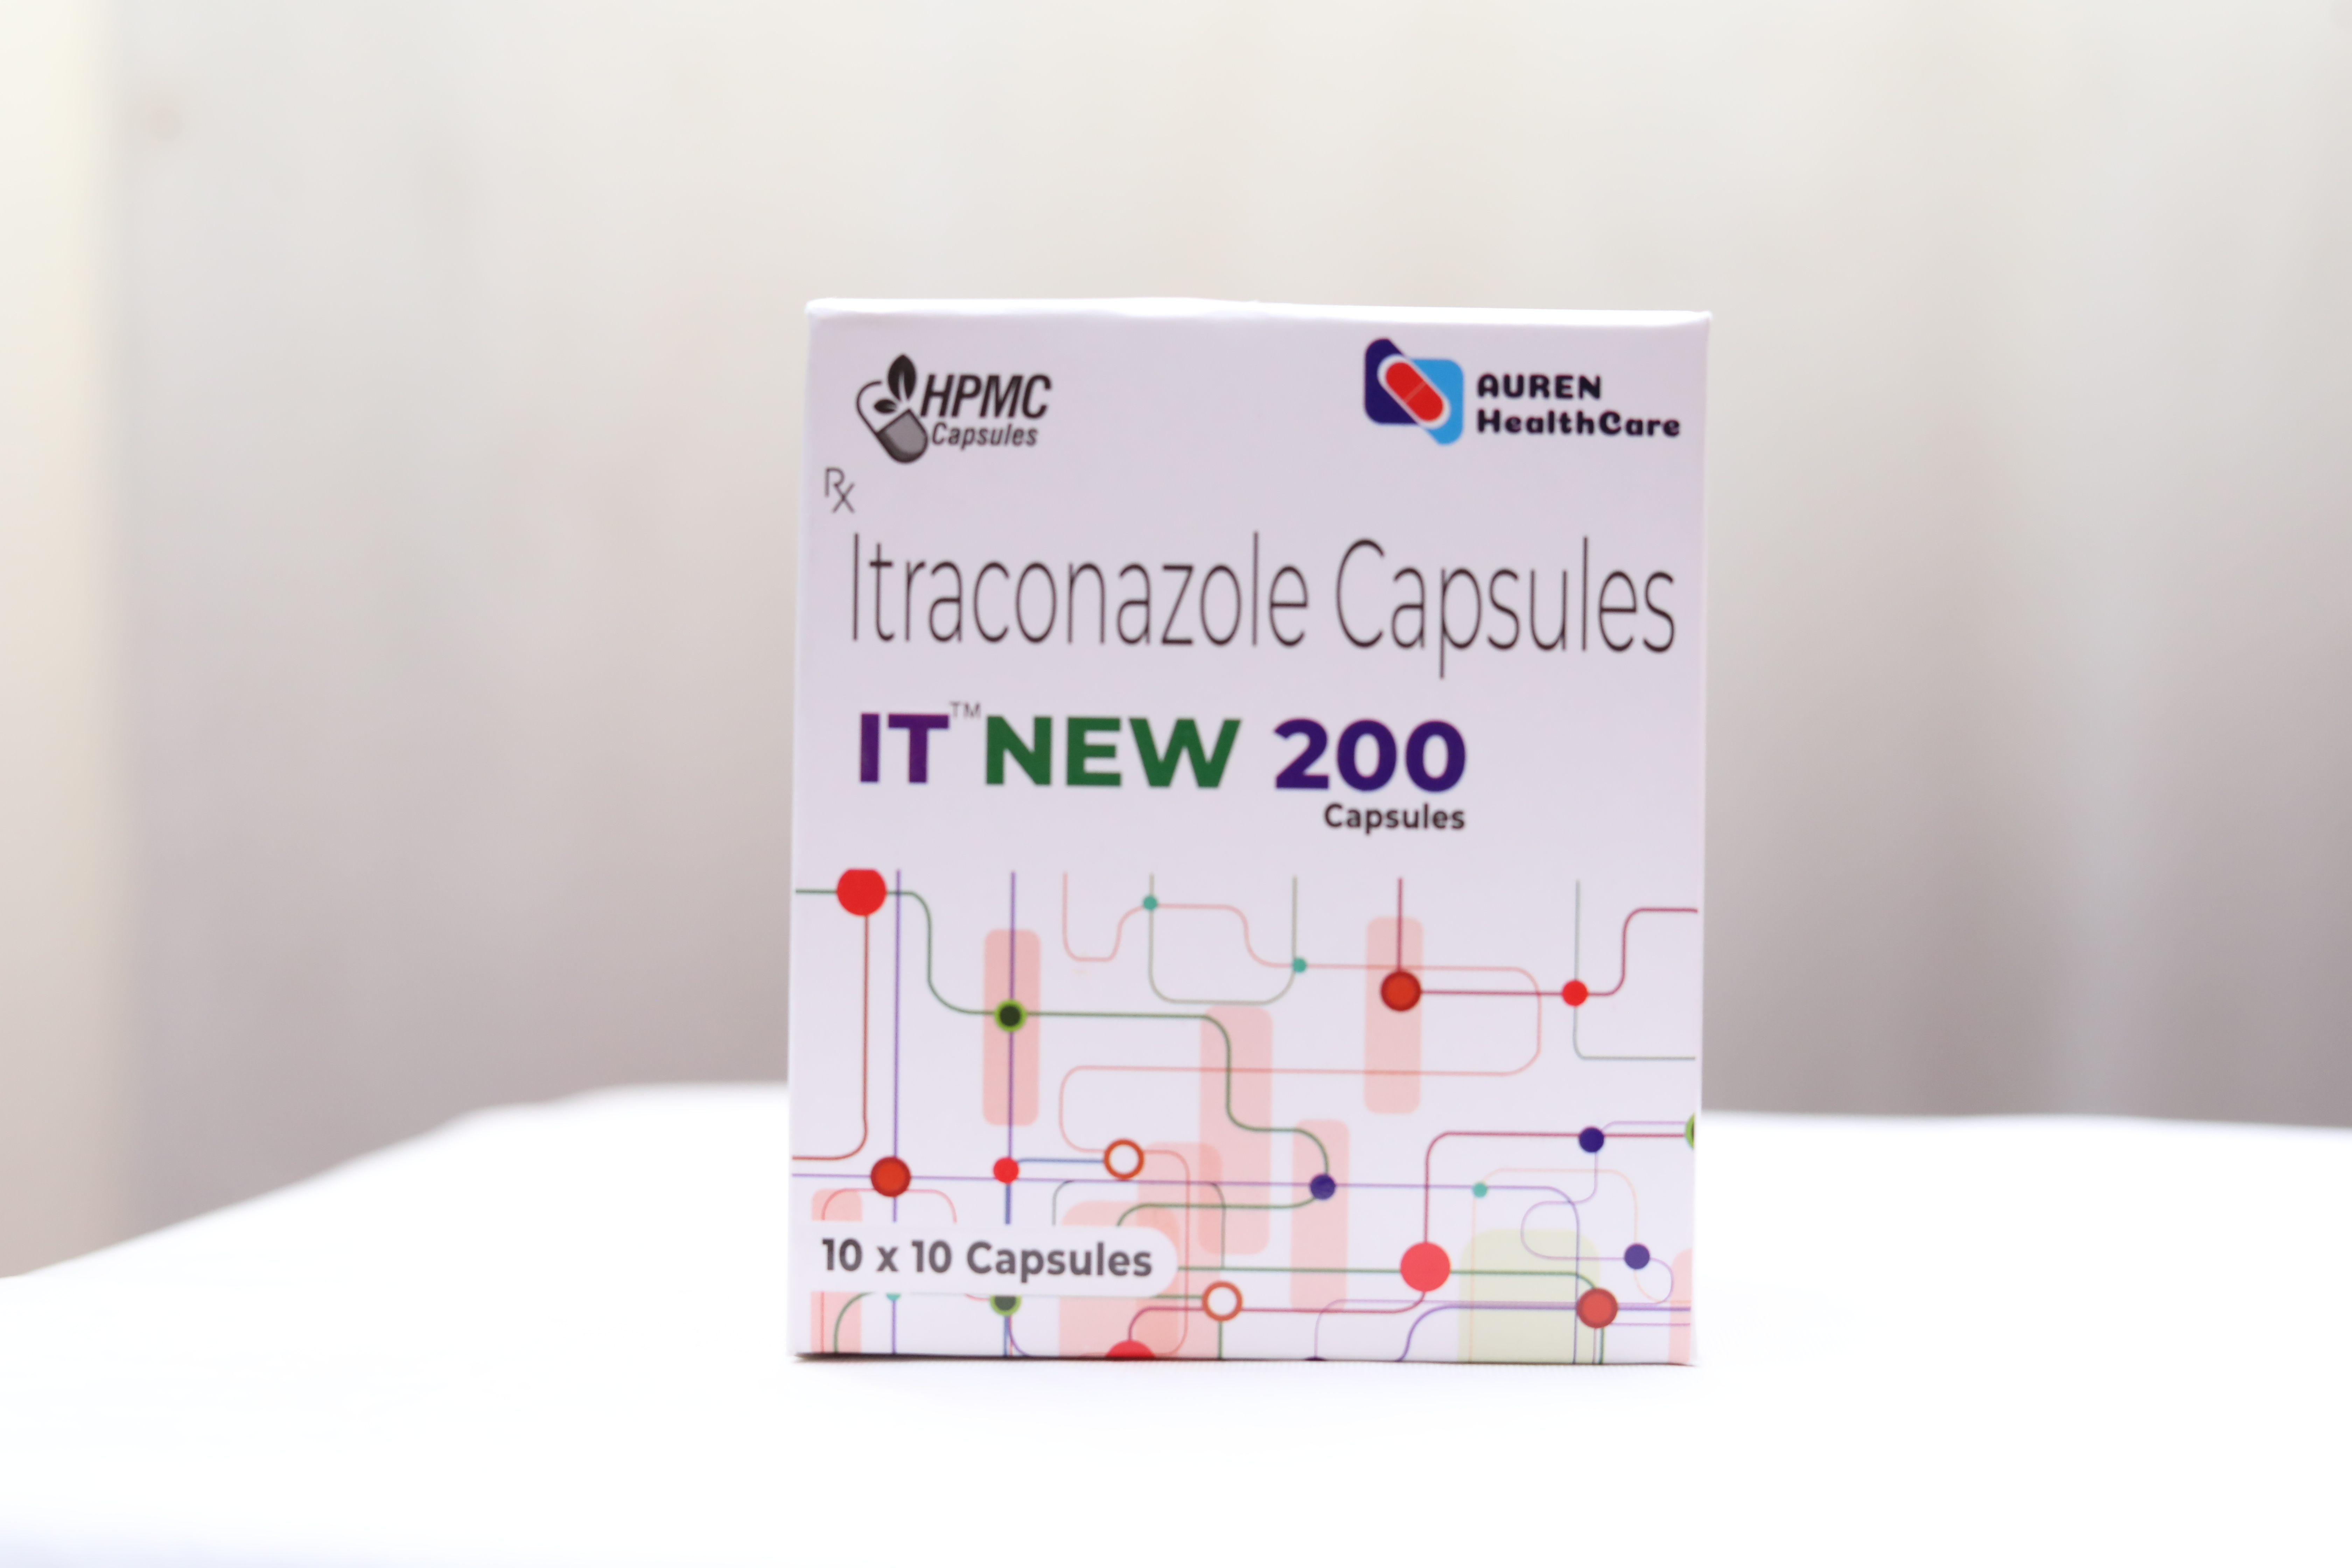 HPMC
Capsules
AUREN
HealthCare
Rx
Itraconazole Capsules
IT™ NEW 200
Capsules
10 x 10 Capsules